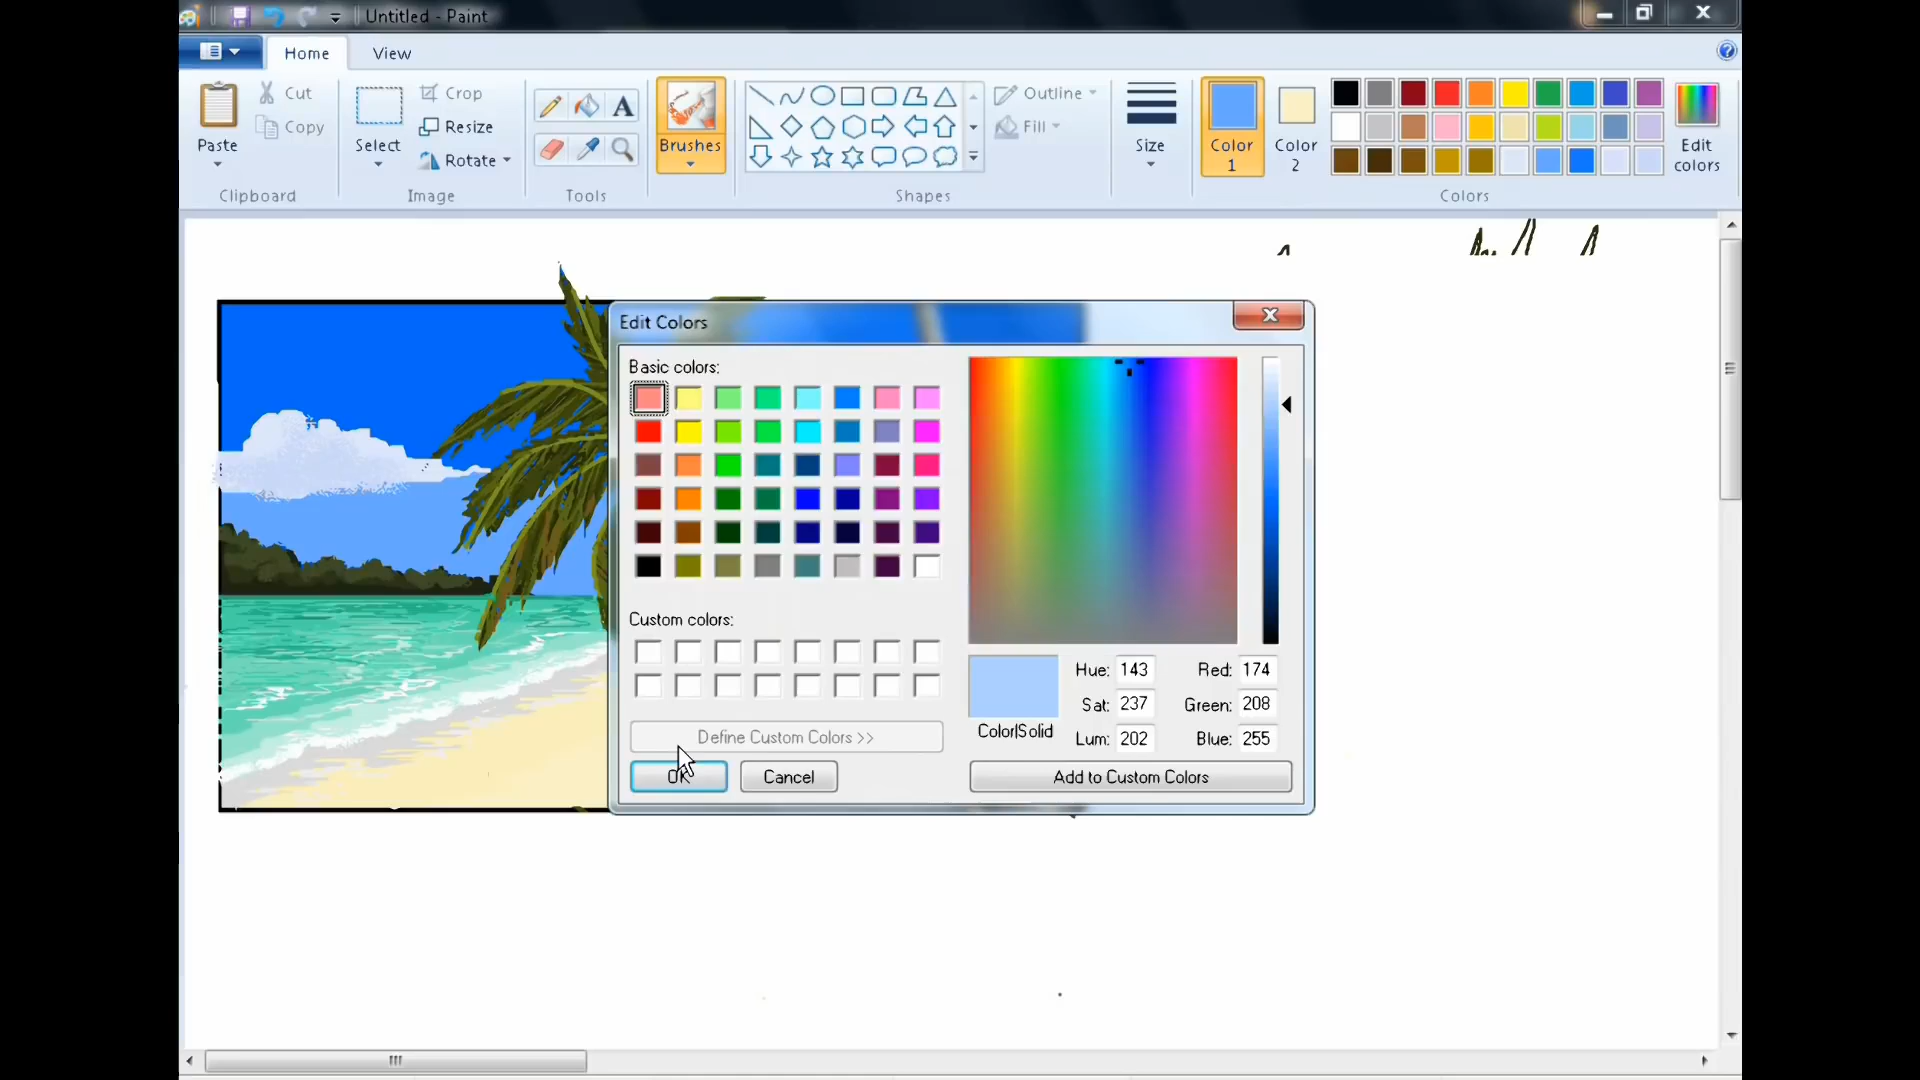 Untitled - Paint
Home View
Paste
Cut
Copy
Clipboard
Select
Crop
Resize
Rotate
Image
Tools
Brushes
Shapes
Outline
Fill
Size
Color 1
Color 2
Edit colors
Colors
Edit Colors
Basic colors:
Custom colors:
Define Custom Colors >>
OK Cancel
Color|Solid
Hue: 143 Red: 174
Sat: 237 Green: 208
Lum: 202 Blue: 255
Add to Custom Colors